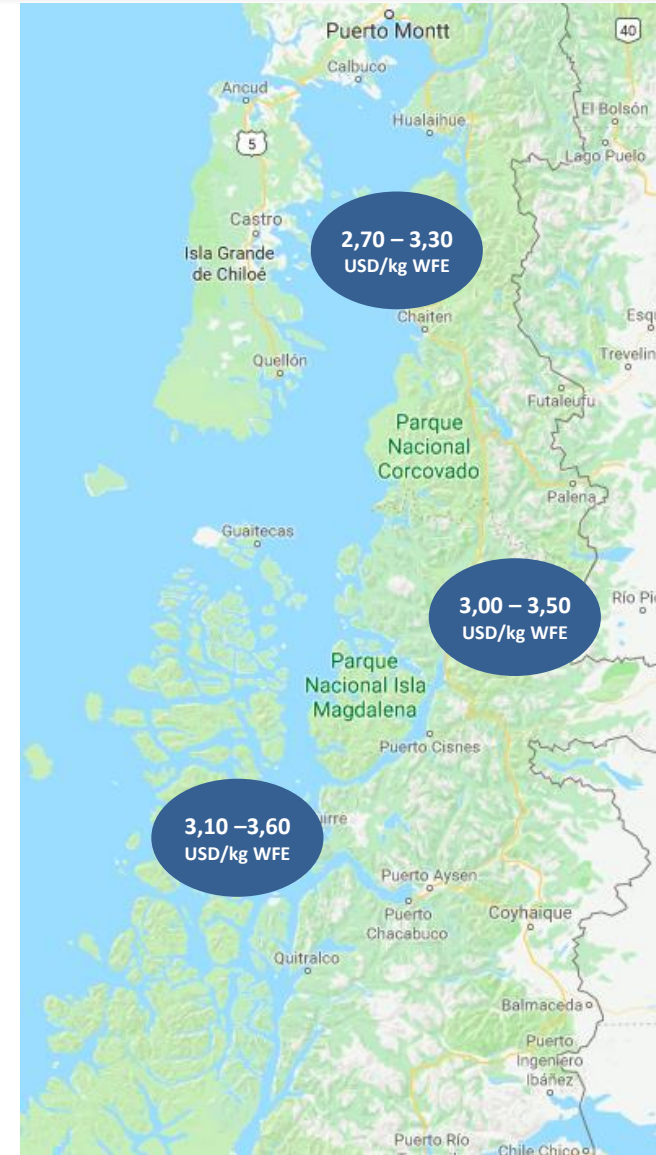 Puerto Montt
40
Calbuco
Ancud
Hualaihue
El Bolsón
5
Lago Puelo
Castro
2,70 – 3,30
USD/kg WFE
Isla Grande
de Chiloé
Chaiten
Esq
Trevelin
Quellón
Futaleufu
Parque
Nacional
Corcovado
Palena
Guaitecas
3,00 – 3,50
USD/kg WFE
Río Pi
Parque
Nacional Isla
Magdalena
Puerto Cisnes
3,10 –3,60
USD/kg WFE
uirre
Puerto Aysen
Puerto
Chacabuco
Coyhaique
Quitralco
Balmaceda
Puerto
Ingeniero
Ibáñez
Puerto Río
Chile Chico